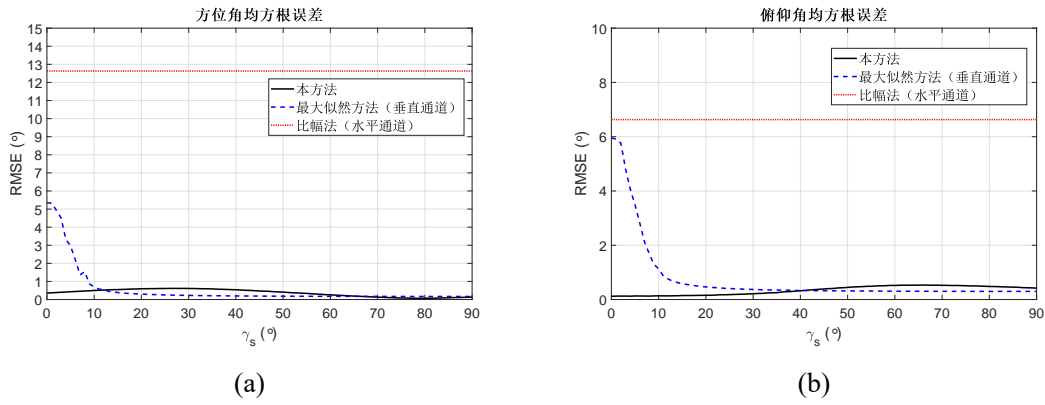 方位角均方根误差
15
14
13
12
11
10
9
8
7
6
5
4
3
2
1
0
RMSE (°)
本方法
最大似然方法（垂直通道）
比幅法（水平通道）
0 10 20 30 40 50 60 70 80 90
γs (°)
(a)
俯仰角均方根误差
10
8
6
4
2
0
RMSE (°)
本方法
最大似然方法（垂直通道）
比幅法（水平通道）
0 10 20 30 40 50 60 70 80 90
γs (°)
(b)